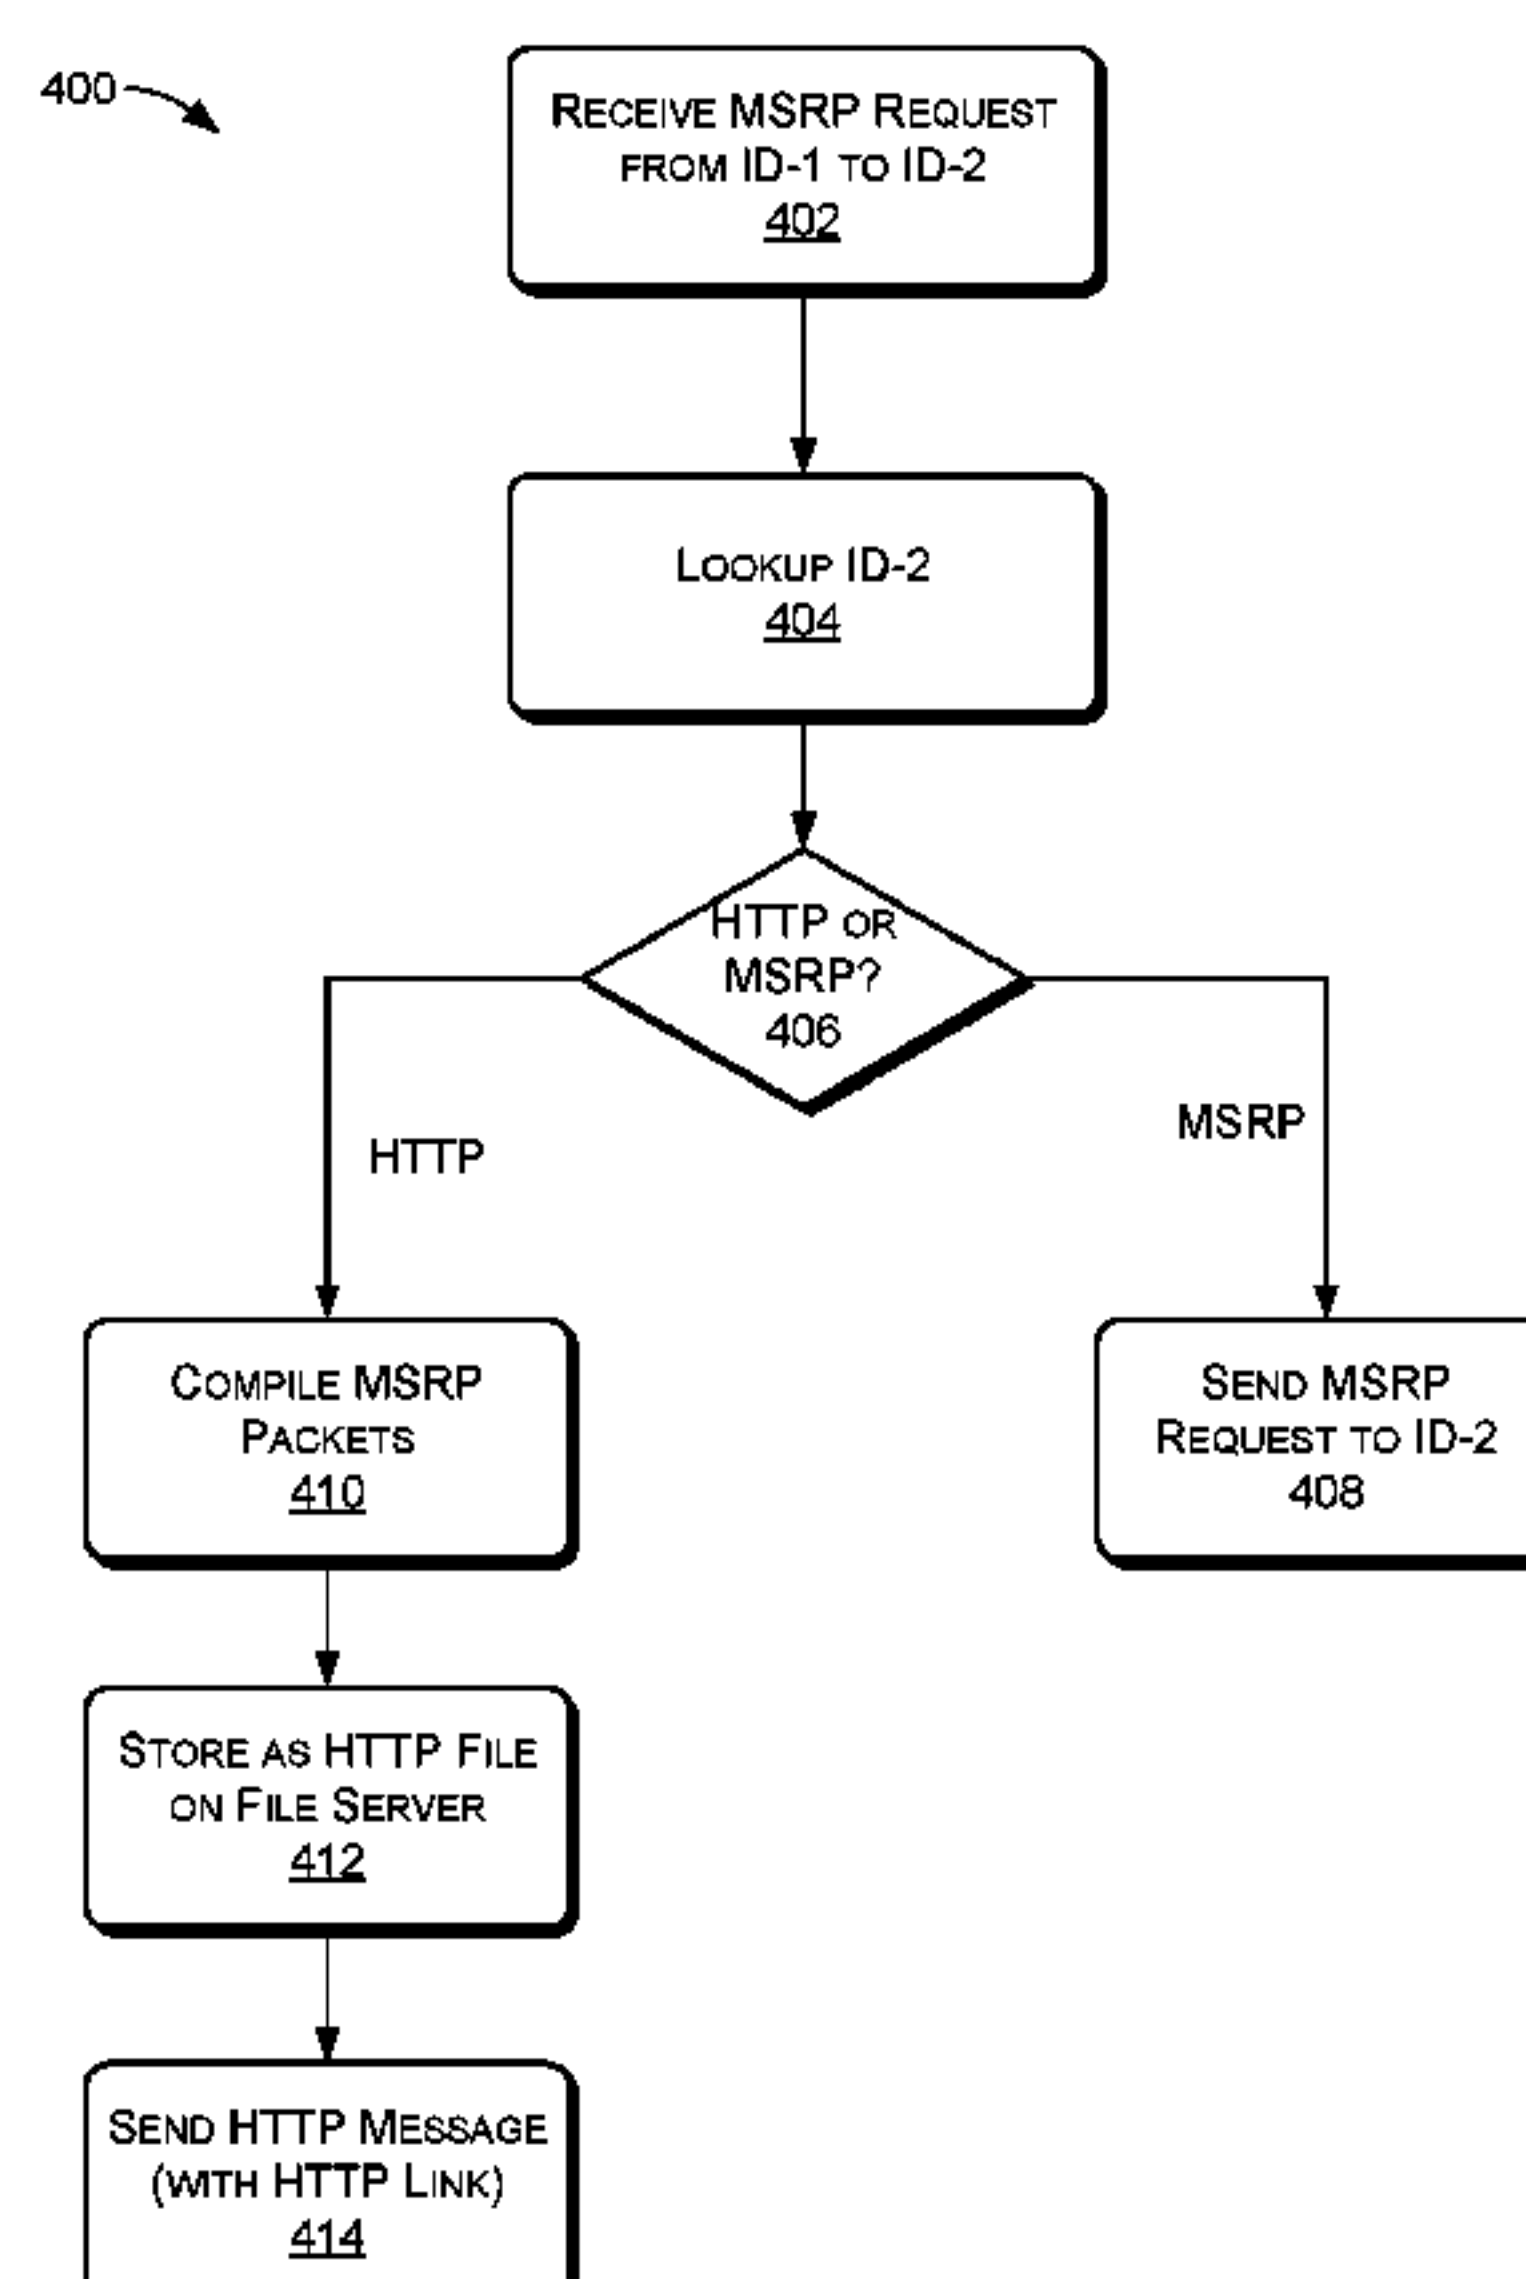 400
RECEIVE MSRP REQUEST
FROM ID-1 TO ID-2
402
LOOKUP ID-2
404
HTTP OR
MSRP?
406
HTTP
MSRP
COMPILE MSRP
PACKETS
410
SEND MSRP
REQUEST TO ID-2
408
STORE AS HTTP FILE
ON FILE SERVER
412
SEND HTTP MESSAGE
(WITH HTTP LINK)
414